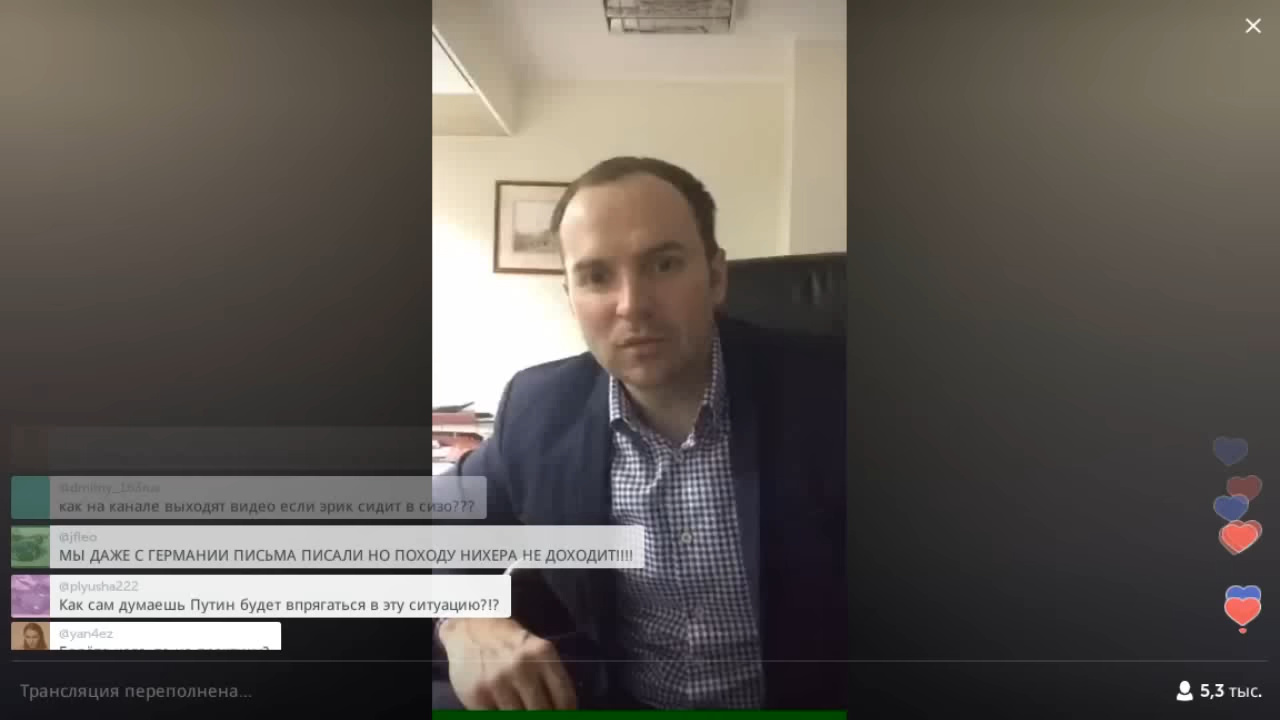 как на канале выходят видео если эрик сидит в сизо???
@jfleo
МЫ ДАЖЕ С ГЕРМАНИИ ПИСЬМА ПИСАЛИ НО ПОХОДУ НИХЕРА НЕ ДОХОДИТ!!!!
@plyusha222
Как сам думаешь Путин будет впрягаться в эту ситуацию?!?
@yan4ez
Трансляция переполнена...
5,3 тыс.